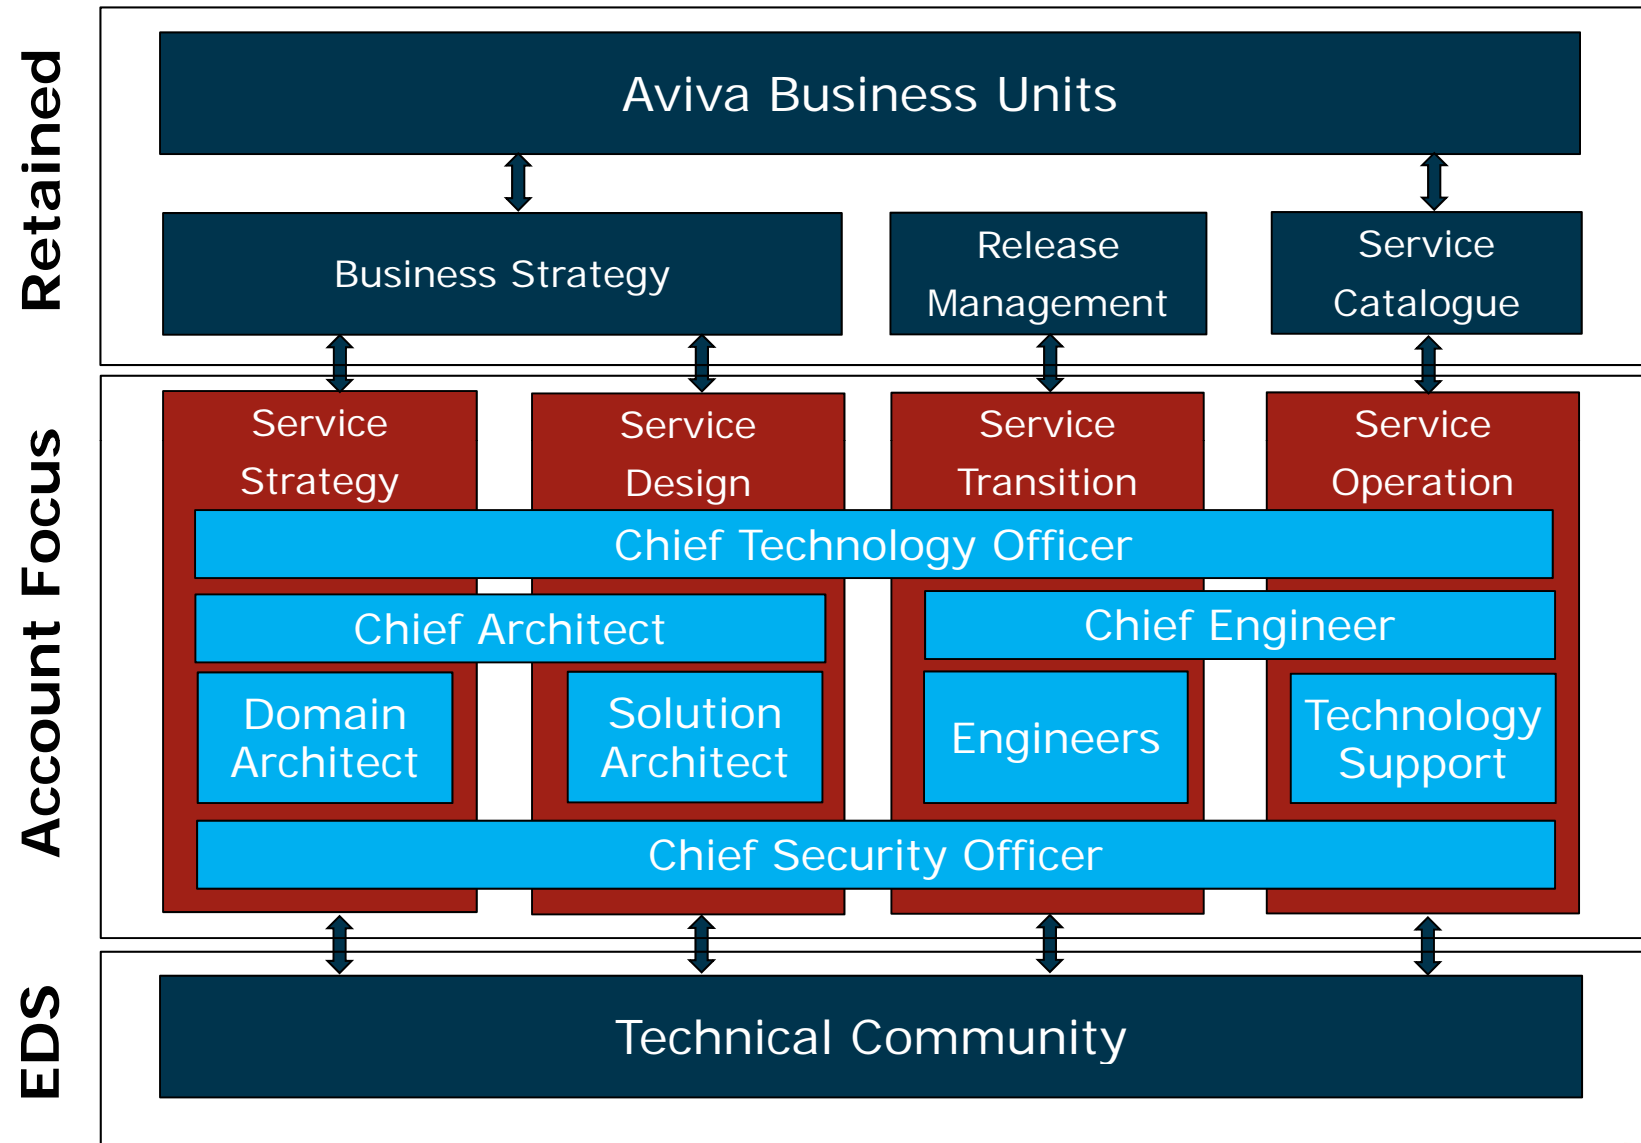 Retained
Aviva Business Units
Business Strategy
Release
Management
Service
Catalogue
Account Focus
Service
Strategy
Service
Design
Service
Transition
Service
Operation
Chief Technology Officer
Chief Architect
Chief Engineer
Domain
Architect
Solution
Architect
Engineers
Technology
Support
Chief Security Officer
EDS
Technical Community